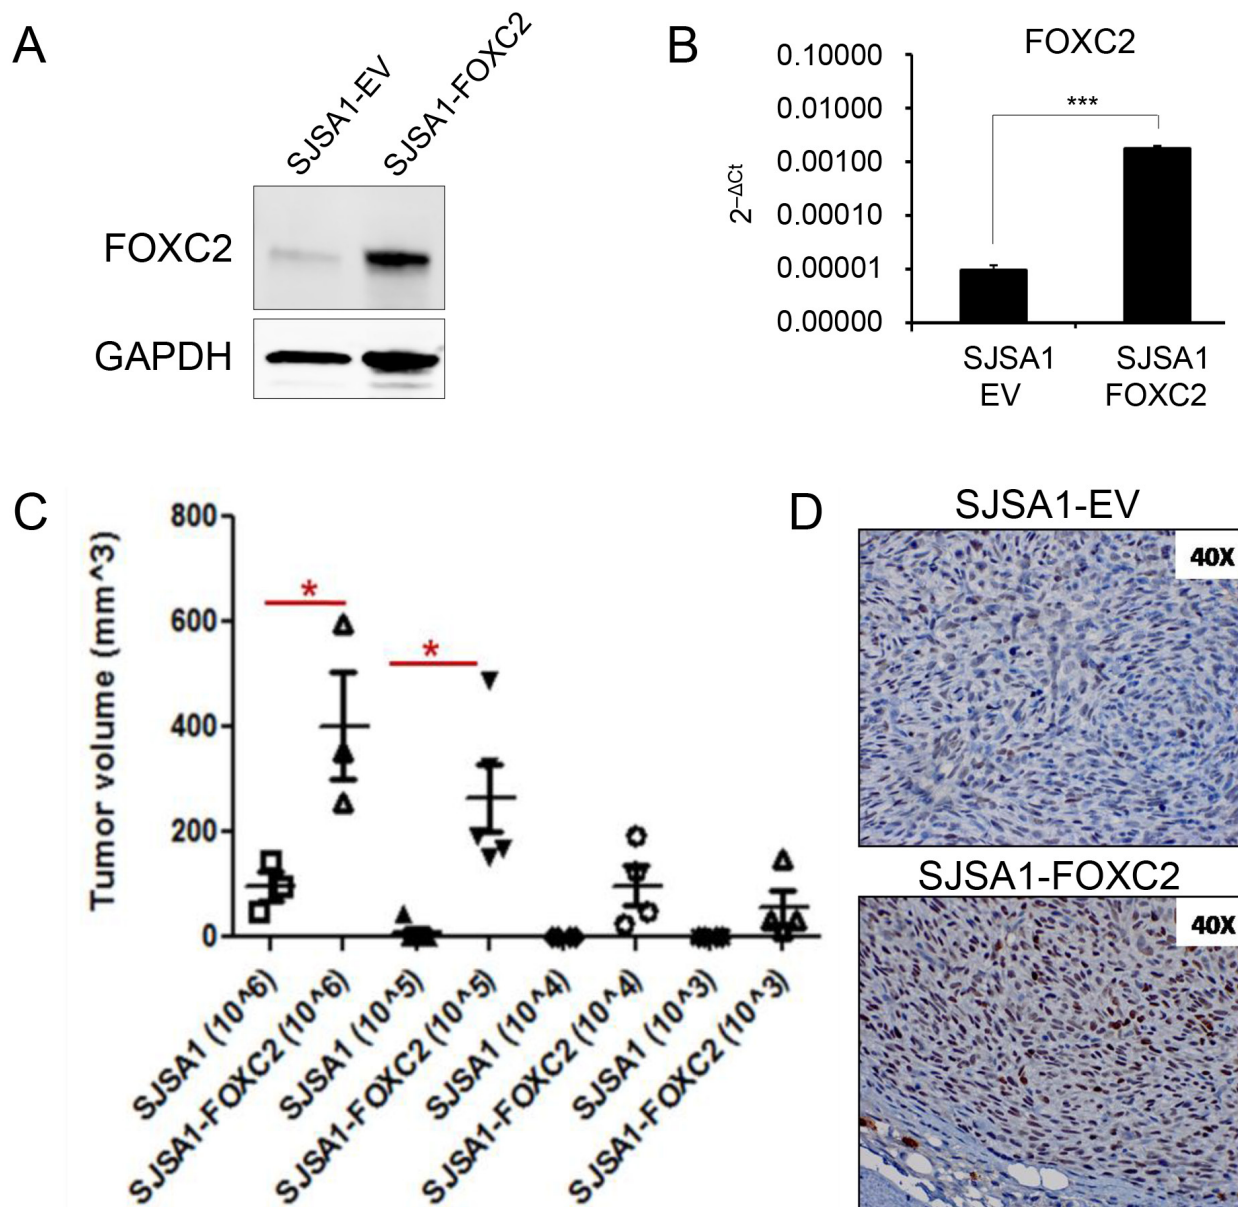 A
SJSA1-EV
SJSA1-FOXC2
FOXC2
GAPDH
B
FOXC2
0.10000
0.01000
0.00100
0.00010
0.00001
0.00000
2^–ΔCt
***
SJSA1
EV
SJSA1
FOXC2
C
Tumor volume (mm^3)
800
600
400
200
0
*
*
SJSA1 (10^6)
SJSA1-FOXC2 (10^6)
SJSA1 (10^5)
SJSA1-FOXC2 (10^5)
SJSA1 (10^4)
SJSA1-FOXC2 (10^4)
SJSA1 (10^3)
SJSA1-FOXC2 (10^3)
D
SJSA1-EV
40X
SJSA1-FOXC2
40X